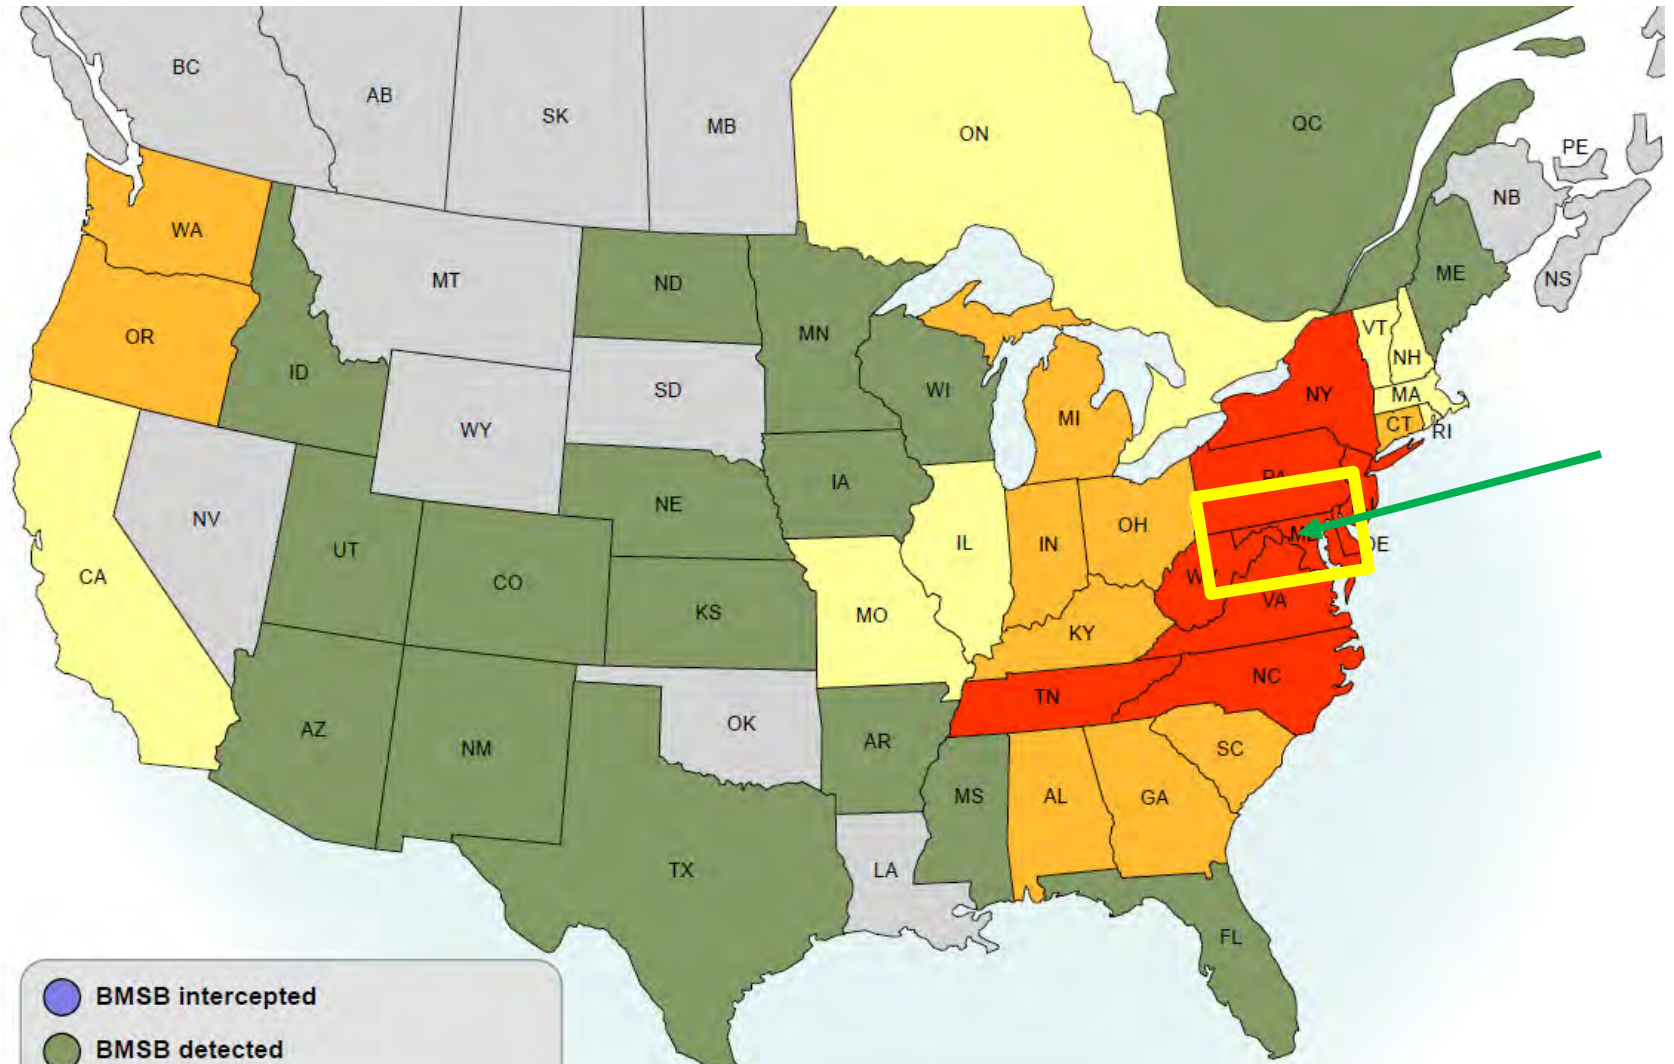 BC
AB
SK
MB
ON
QC
PE
NB
NS
ME
WA
MT
ND
MN
OR
ID
SD
WI
MI
VT
NH
NY
MA
CT
RI
WY
IA
NE
PA
NV
UT
CO
IL
IN
OH
DE
CA
KS
MO
KY
VA
TN
NC
AZ
NM
OK
AR
SC
MS
AL
GA
TX
LA
FL
BMSB intercepted
BMSB detected